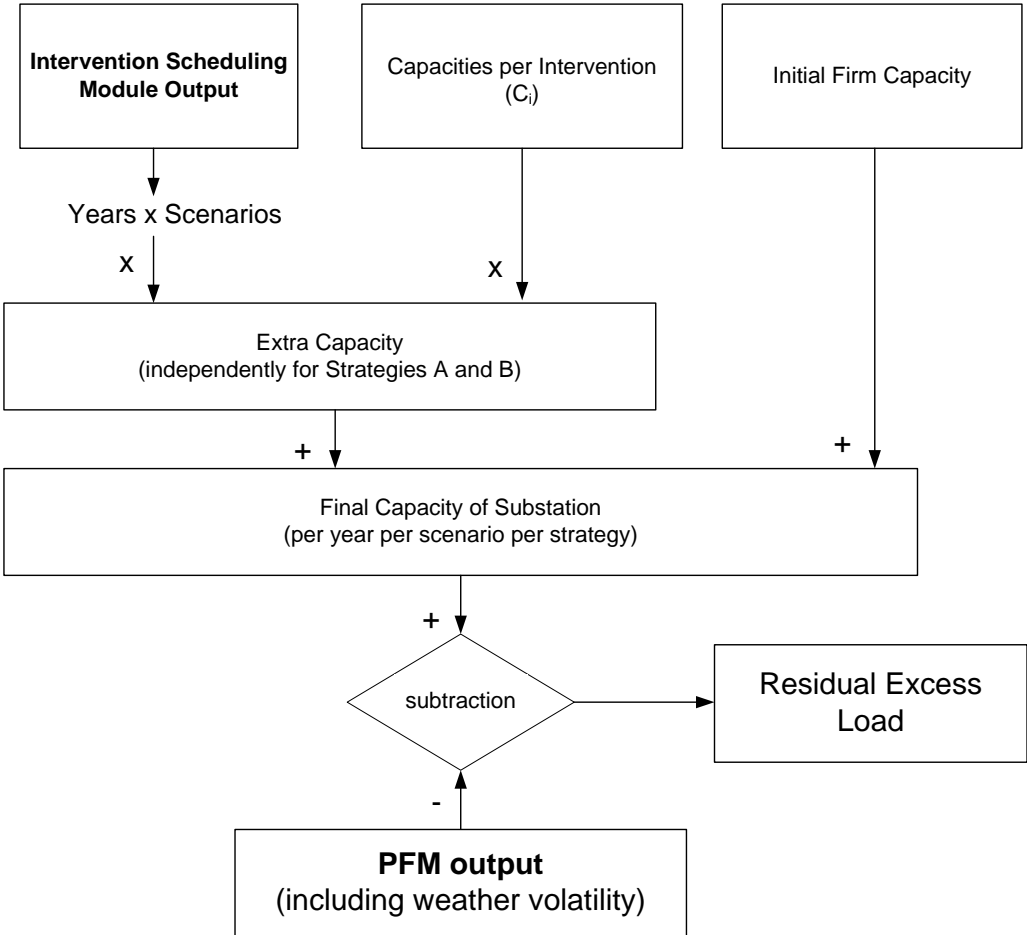 Intervention Scheduling
Module Output
Capacities per Intervention
(Ci)
Initial Firm Capacity
Years x Scenarios
x
x
Extra Capacity
(independently for Strategies A and B)
+
+
Final Capacity of Substation
(per year per scenario per strategy)
+
subtraction
Residual Excess
Load
-
PFM output
(including weather volatility)